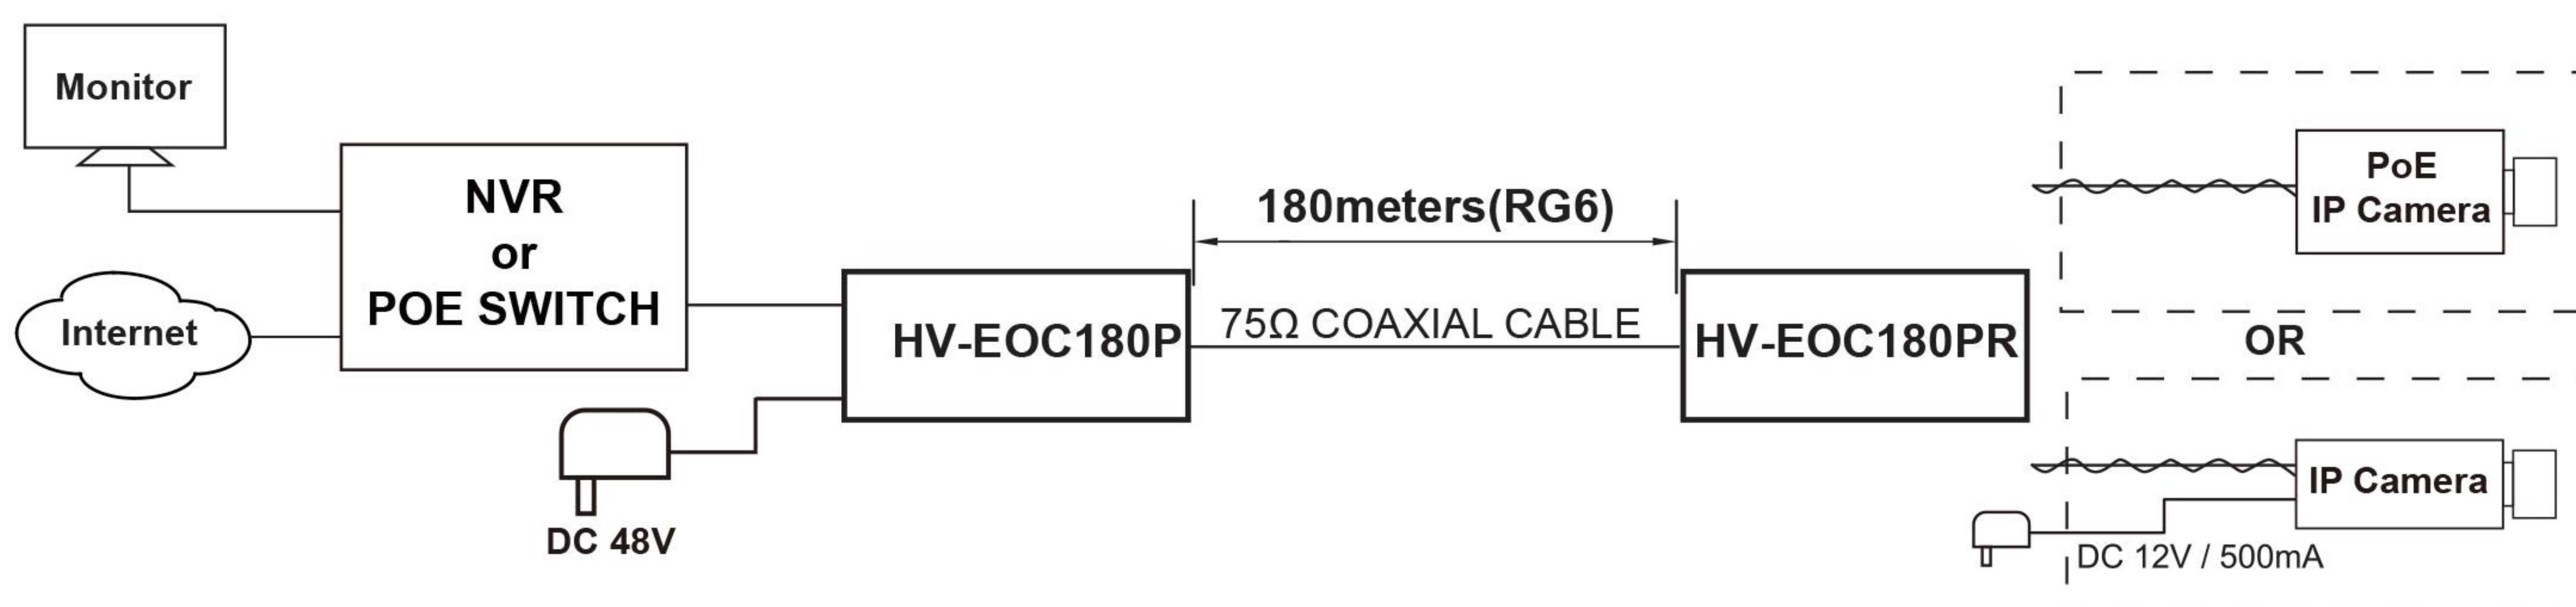 Monitor
Internet
NVR
or
POE SWITCH
DC 48V
HV-EOC180P
180meters(RG6)
75Ω COAXIAL CABLE
HV-EOC180PR
PoE
IP Camera
OR
IP Camera
DC 12V / 500mA